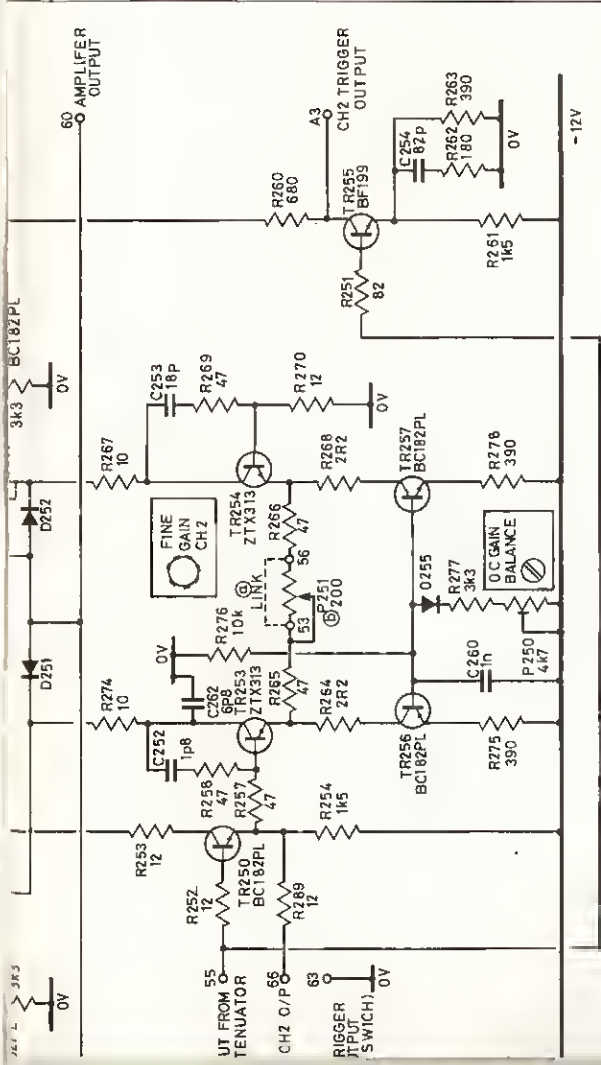 60 AMPLIFER
OUTPUT
BC182PL
3k3
0V
0V
D252
D251
R267
10
R274
10
C253
18P
R269
47
R270
12
0V
FINE
GAIN
CH2
TR254
ZTX313
R266
47
R268
2R2
TR257
BC182PL
R278
390
56
LINK
(a)
P251
(b) 200
53
R276
10k
0V
C262
6P8
TR253
ZTX313
R265
47
R264
2R2
D255
R277
3k3
DC GAIN
BALANCE
P250
4k7
C260
1n
TR256
BC182PL
R275
390
C252
1p8
R258
47
R257
47
R254
1k5
R253
12
R252
12
TR250
BC182PL
R289
12
55
UT FROM
TENUATOR
66
CH2 O/P
63
0V
RIGGER
SWICH)
A3
CH2 TRIGGER
OUTPUT
R260
680
TR255
BF199
R251
82
C254
82p
R262
180
R263
390
0V
R261
1k5
-12V